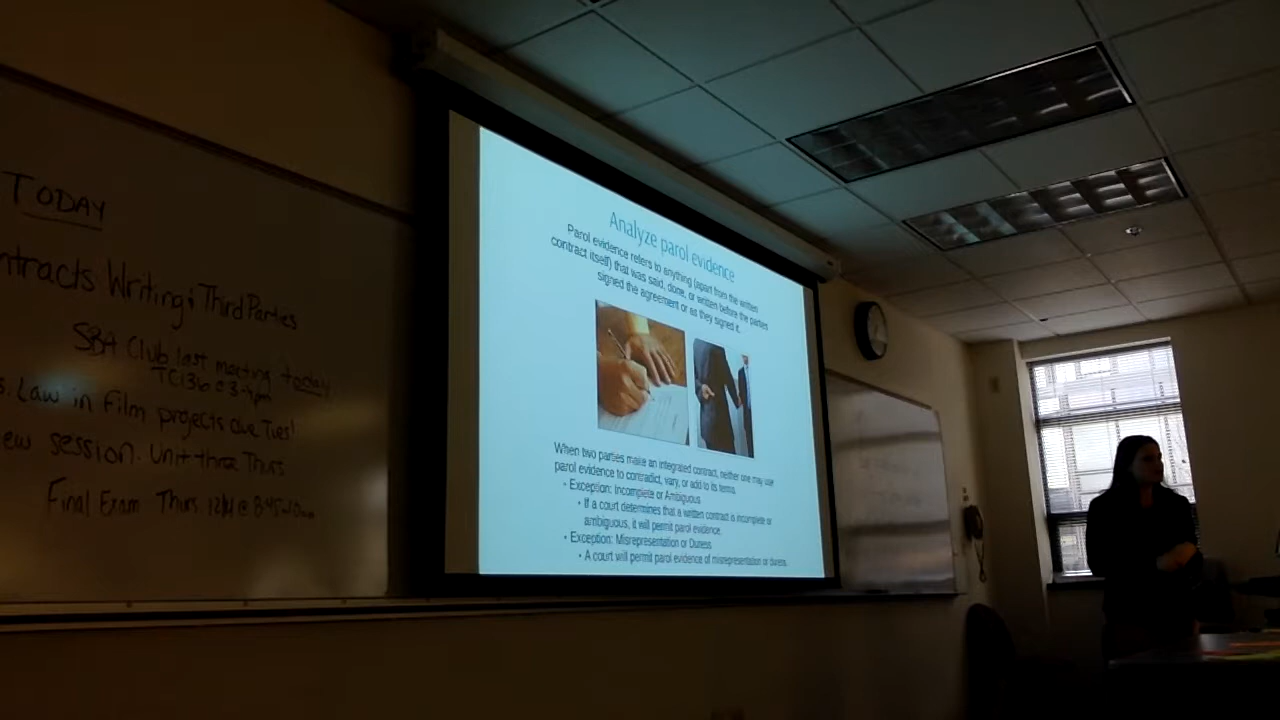 TODAY
ntracts Writing & Third Parties
SBA Club last meeting today
TC136 @ 3-4pm
s. Law in Film projects due Tues!
ew session. Unit three Thurs
Final Exam Thurs 12/11 @ 8:45
Analyze parol evidence
Parol evidence refers to anything (apart from the written
contract itself) that was said, done, or written before the parties
signed the agreement or as they signed it.
When two parties make an integrated contract, neither one may use
parol evidence to contradict, vary, or add to its terms.
• Exception: Incomplete or Ambiguous
• If a court determines that a written contract is incomplete or
ambiguous, it will permit parol evidence.
• Exception: Misrepresentation or Duress
• A court will permit parol evidence of misrepresentation or duress.